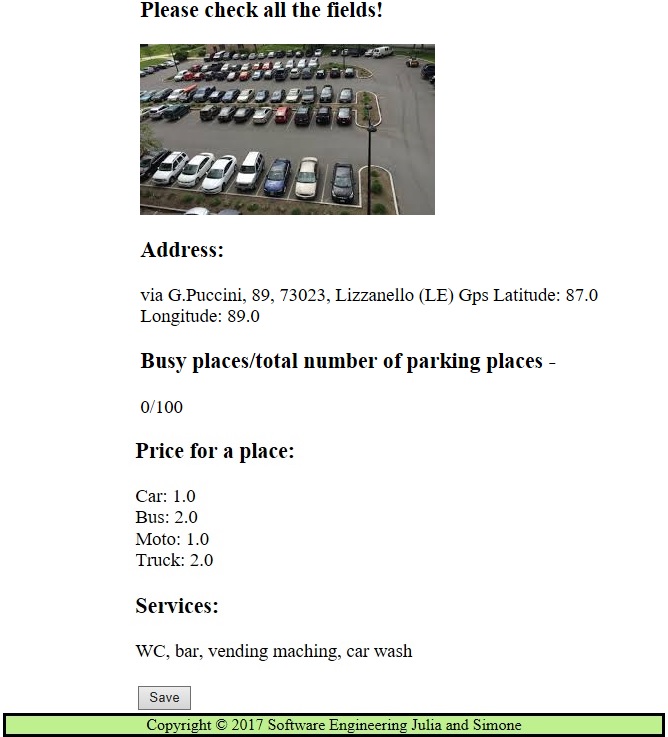 Please check all the fields!
Address:
via G.Puccini, 89, 73023, Lizzanello (LE) Gps Latitude: 87.0
Longitude: 89.0
Busy places/total number of parking places -
0/100
Price for a place:
Car: 1.0
Bus: 2.0
Moto: 1.0
Truck: 2.0
Services:
WC, bar, vending maching, car wash
Save
Copyright © 2017 Software Engineering Julia and Simone